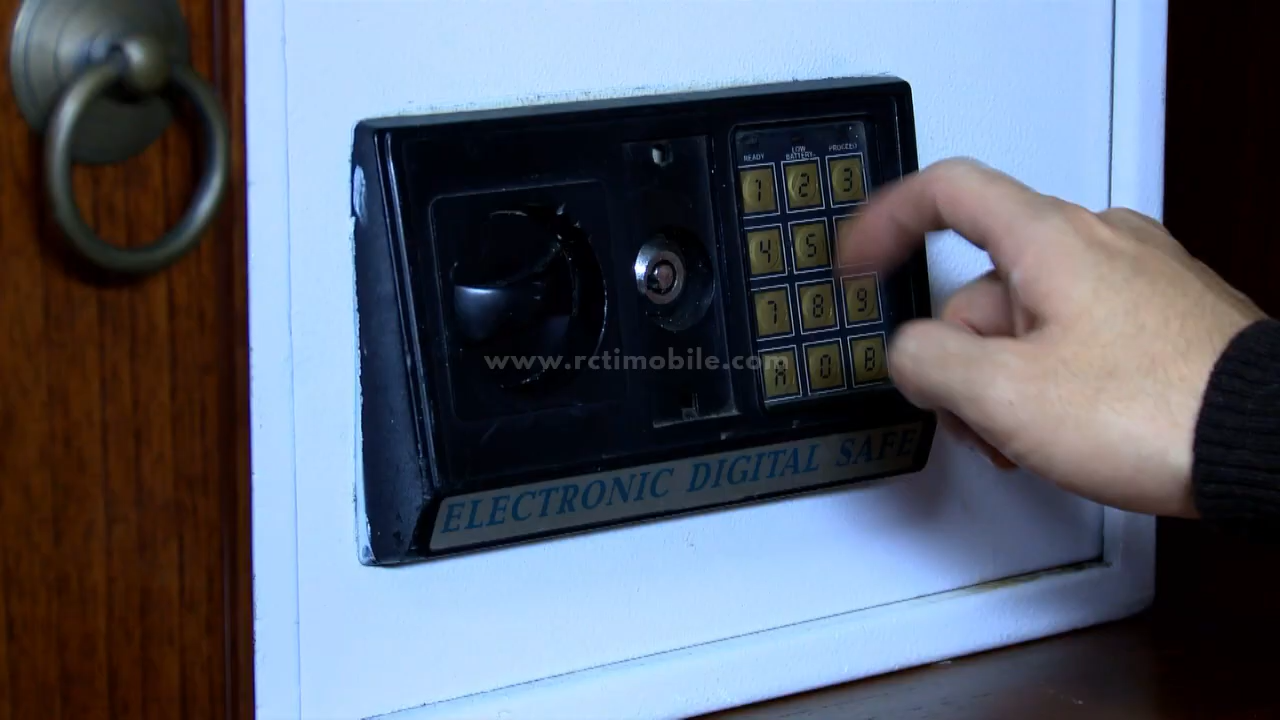 READY LOW BATTERY PROCEED
1 2 3
4 5
7 8 9
A 0 B
www.rctimobile.com
ELECTRONIC DIGITAL SAFE